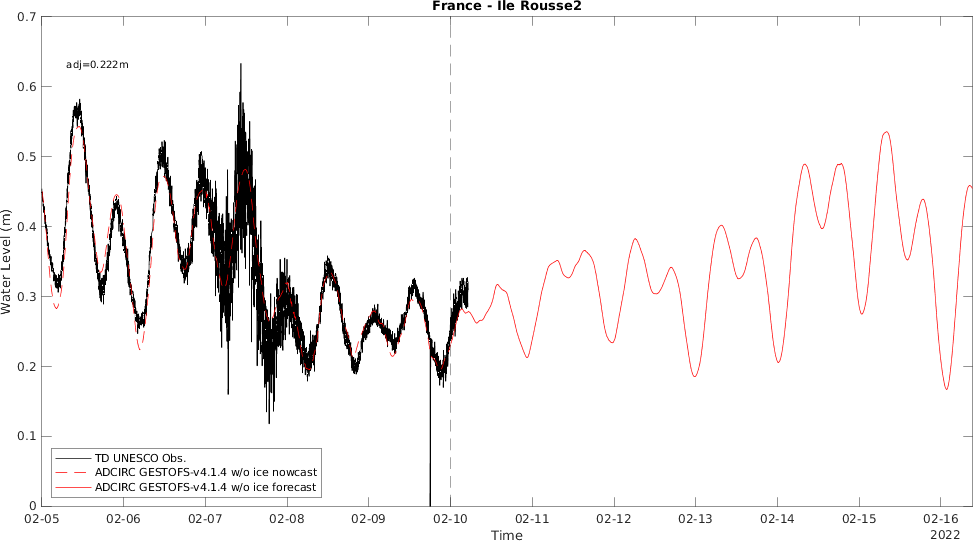 France - Ile Rousse2
adj=0.222m
Water Level (m)
0.7
0.6
0.5
0.4
0.3
0.2
0.1
0
TD UNESCO Obs.
ADCIRC GESTOFS-v4.1.4 w/o ice nowcast
ADCIRC GESTOFS-v4.1.4 w/o ice forecast
02-05 02-06 02-07 02-08 02-09 02-10 02-11 02-12 02-13 02-14 02-15 02-16
Time
2022